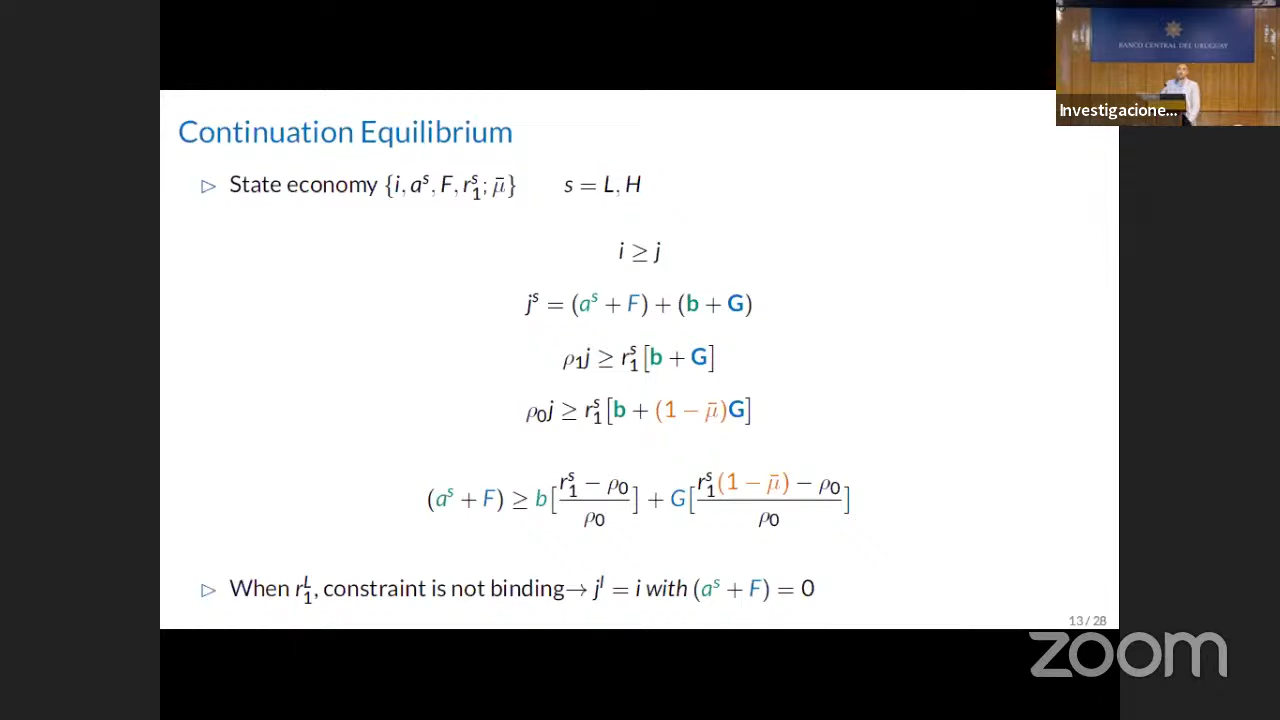 BANCO CENTRAL DEL URUGUAY
Investigacione...
Continuation Equilibrium
▷ State economy {i, aˢ, F, r₁ˢ; μ̄} s = L, H
i ≥ j
jˢ = (aˢ + F) + (b + G)
ρ₁j ≥ r₁ˢ[b + G]
ρ₀j ≥ r₁ˢ[b + (1 − μ̄)G]
(aˢ + F) ≥ b[(r₁ˢ − ρ₀)/ρ₀] + G[(r₁ˢ(1 − μ̄) − ρ₀)/ρ₀]
▷ When r₁ᴸ, constraint is not binding→ jˡ = i with (aˢ + F) = 0
13 / 28
zoom